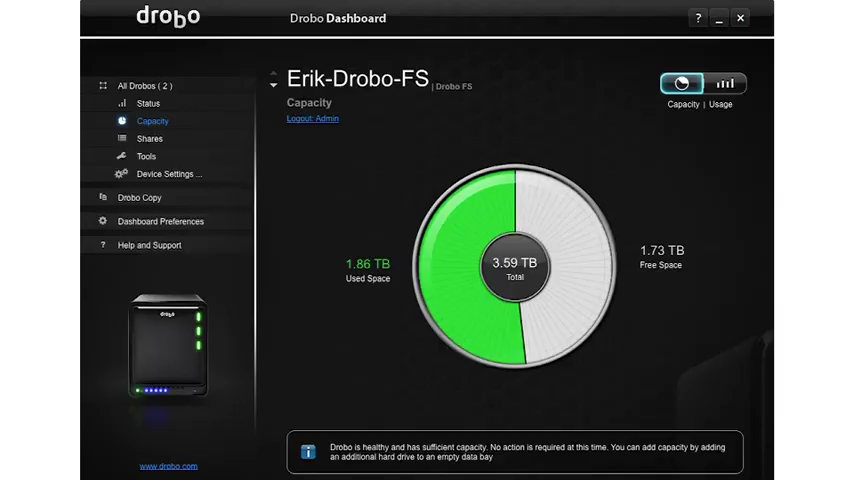 drobo
Drobo Dashboard
? _ X
All Drobos ( 2 )
Status
Capacity
Shares
Tools
Device Settings ...
Drobo Copy
Dashboard Preferences
? Help and Support
drobo
www.drobo.com
Erik-Drobo-FS | Drobo FS
Capacity
Logout: Admin
Capacity | Usage
1.86 TB
Used Space
3.59 TB
Total
1.73 TB
Free Space
i
Drobo is healthy and has sufficient capacity. No action is required at this time. You can add capacity by adding
an additional hard drive to an empty data bay